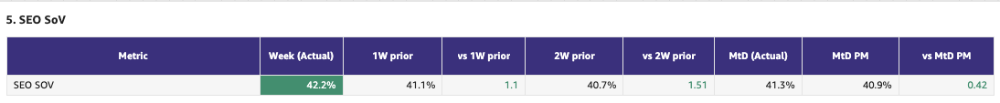 5. SEO SoV
Metric Week (Actual) 1W prior vs 1W prior 2W prior vs 2W prior MtD (Actual) MtD PM vs MtD PM
SEO SOV 42.2% 41.1% 1.1 40.7% 1.51 41.3% 40.9% 0.42